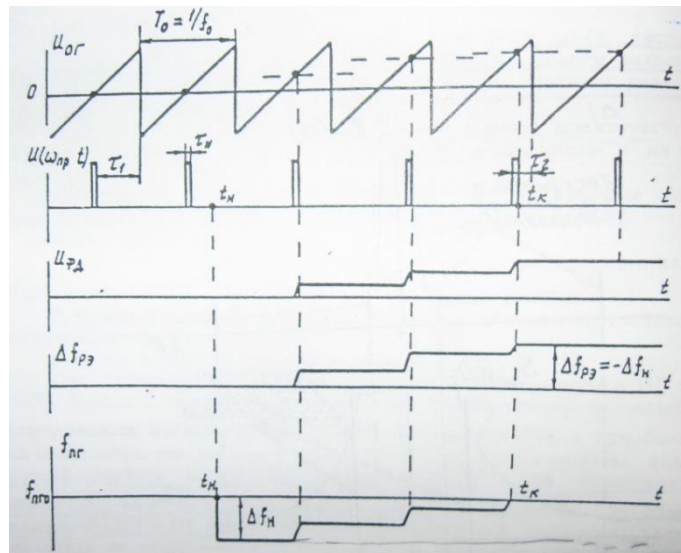 T₀ = 1/f₀
U_ОГ
0
t
U(ω_пр t)
τ₁
τ_и
τ₂
t_н
t_к
t
U_ФД
t
Δf_РЭ
Δf_РЭ = -Δf_н
t
f_ПГ
f_ПГ0
t_н
t_к
t
Δf_н